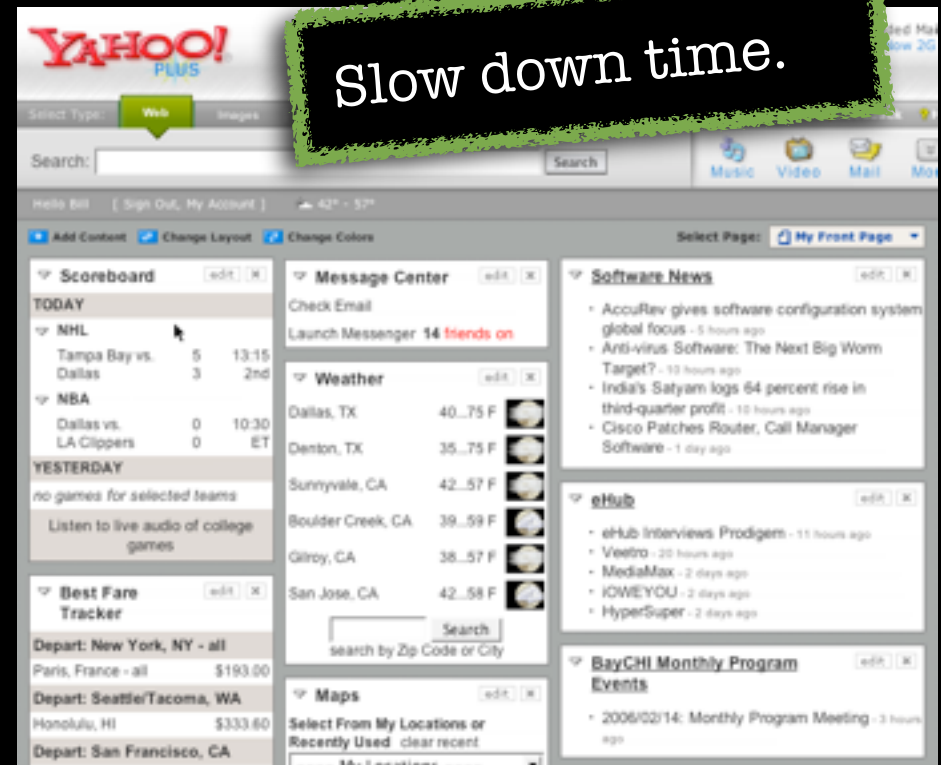 YAHOO!
PLUS
Slow down time.
Select Type: Web Images
Search: Search
Music Video Mail
Hello Bill [ Sign Out, My Account ] 42° - 57°
Add Content Change Layout Change Colors
Select Page: My Front Page
Scoreboard edit X
TODAY
NHL
Tampa Bay vs. 5 13:15
Dallas 3 2nd
NBA
Dallas vs. 0 10:30
LA Clippers 0 ET
YESTERDAY
no games for selected teams
Listen to live audio of college
games
Best Fare edit X
Tracker
Depart: New York, NY - all
Paris, France - all $193.00
Depart: Seattle/Tacoma, WA
Honolulu, HI $333.60
Depart: San Francisco, CA
Message Center edit X
Check Email
Launch Messenger 14 friends on
Weather edit X
Dallas, TX 40...75 F
Denton, TX 35...75 F
Sunnyvale, CA 42...57 F
Boulder Creek, CA 39...59 F
Gilroy, CA 38...57 F
San Jose, CA 42...58 F
Search
search by Zip Code or City
Maps edit X
Select From My Locations or
Recently Used clear recent
My Locations
Software News edit X
AccuRev gives software configuration system
global focus - 5 hours ago
Anti-virus Software: The Next Big Worm
Target? - 10 hours ago
India's Satyam logs 64 percent rise in
third-quarter profit - 10 hours ago
Cisco Patches Router, Call Manager
Software - 1 day ago
eHub edit X
eHub Interviews Prodigem - 11 hours ago
Veetro - 20 hours ago
MediaMax - 2 days ago
iOWEYOU - 2 days ago
HyperSuper - 2 days ago
BayCHI Monthly Program edit X
Events
2006/02/14: Monthly Program Meeting - 3 hours
ago